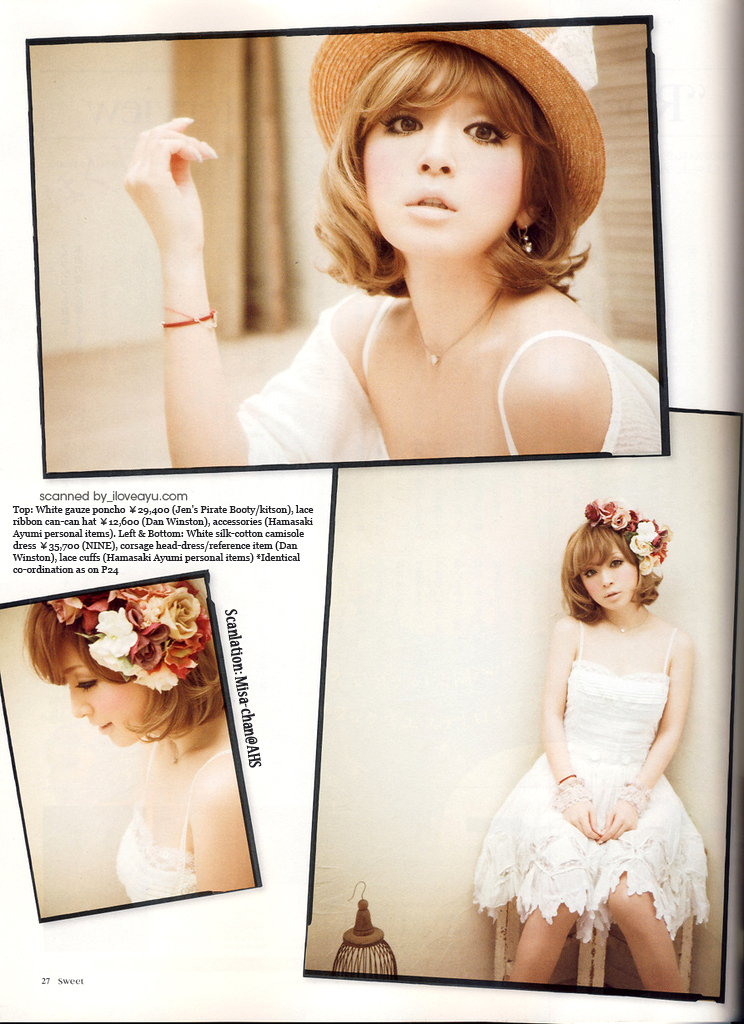 scanned by_iloveayu.com
Top: White gauze poncho ￥29,400 (Jen's Pirate Booty/kitson), lace
ribbon can-can hat ￥12,600 (Dan Winston), accessories (Hamasaki
Ayumi personal items). Left & Bottom: White silk-cotton camisole
dress ￥35,700 (NINE), corsage head-dress/reference item (Dan
Winston), lace cuffs (Hamasaki Ayumi personal items) *Identical
co-ordination as on P24
Scanlation: Misa-chan@AHS
27 Sweet